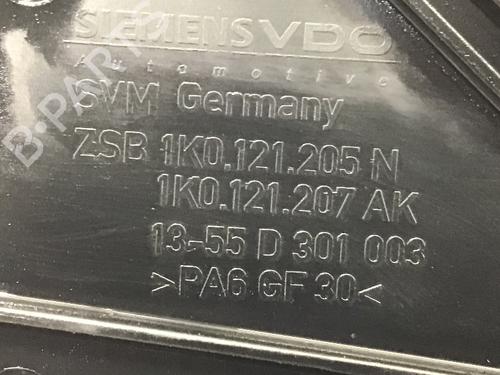 SIEMENS VDO
Automotive
SVM Germany
ZSB 1K0.121.205 N
1K0.121.207 AK
13-55 D 301 003
>PA6 GF 30<
B-PARTS